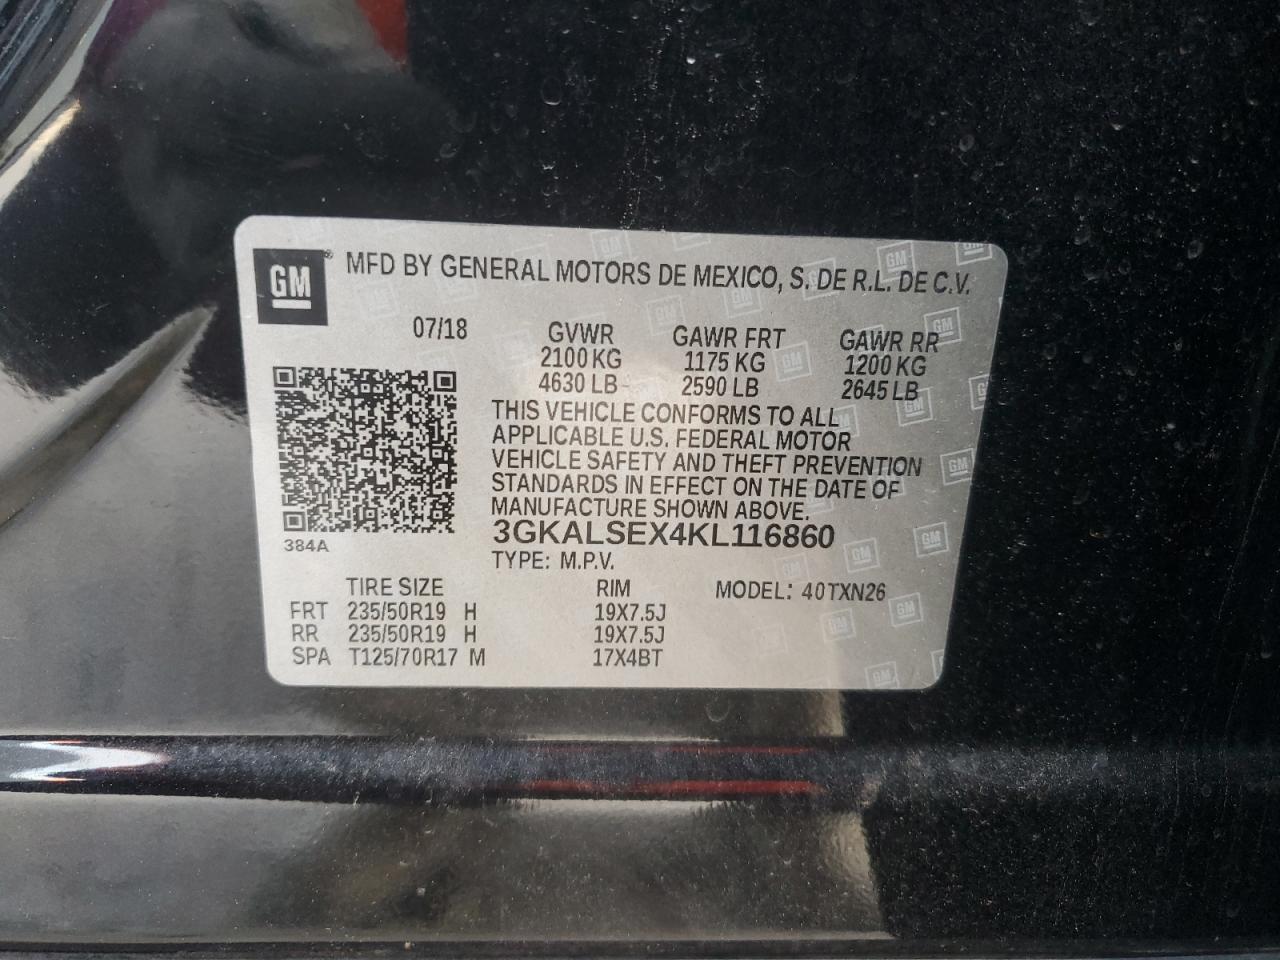 GM® MFD BY GENERAL MOTORS DE MEXICO, S. DE R.L. DE C.V.
07/18 GVWR GAWR FRT GAWR RR
2100 KG 1175 KG 1200 KG
4630 LB 2590 LB 2645 LB
THIS VEHICLE CONFORMS TO ALL
APPLICABLE U.S. FEDERAL MOTOR
VEHICLE SAFETY AND THEFT PREVENTION
STANDARDS IN EFFECT ON THE DATE OF
MANUFACTURE SHOWN ABOVE.
3GKALSEX4KL116860
384A
TYPE: M.P.V.
TIRE SIZE RIM MODEL: 40TXN26
FRT 235/50R19 H 19X7.5J
RR 235/50R19 H 19X7.5J
SPA T125/70R17 M 17X4BT